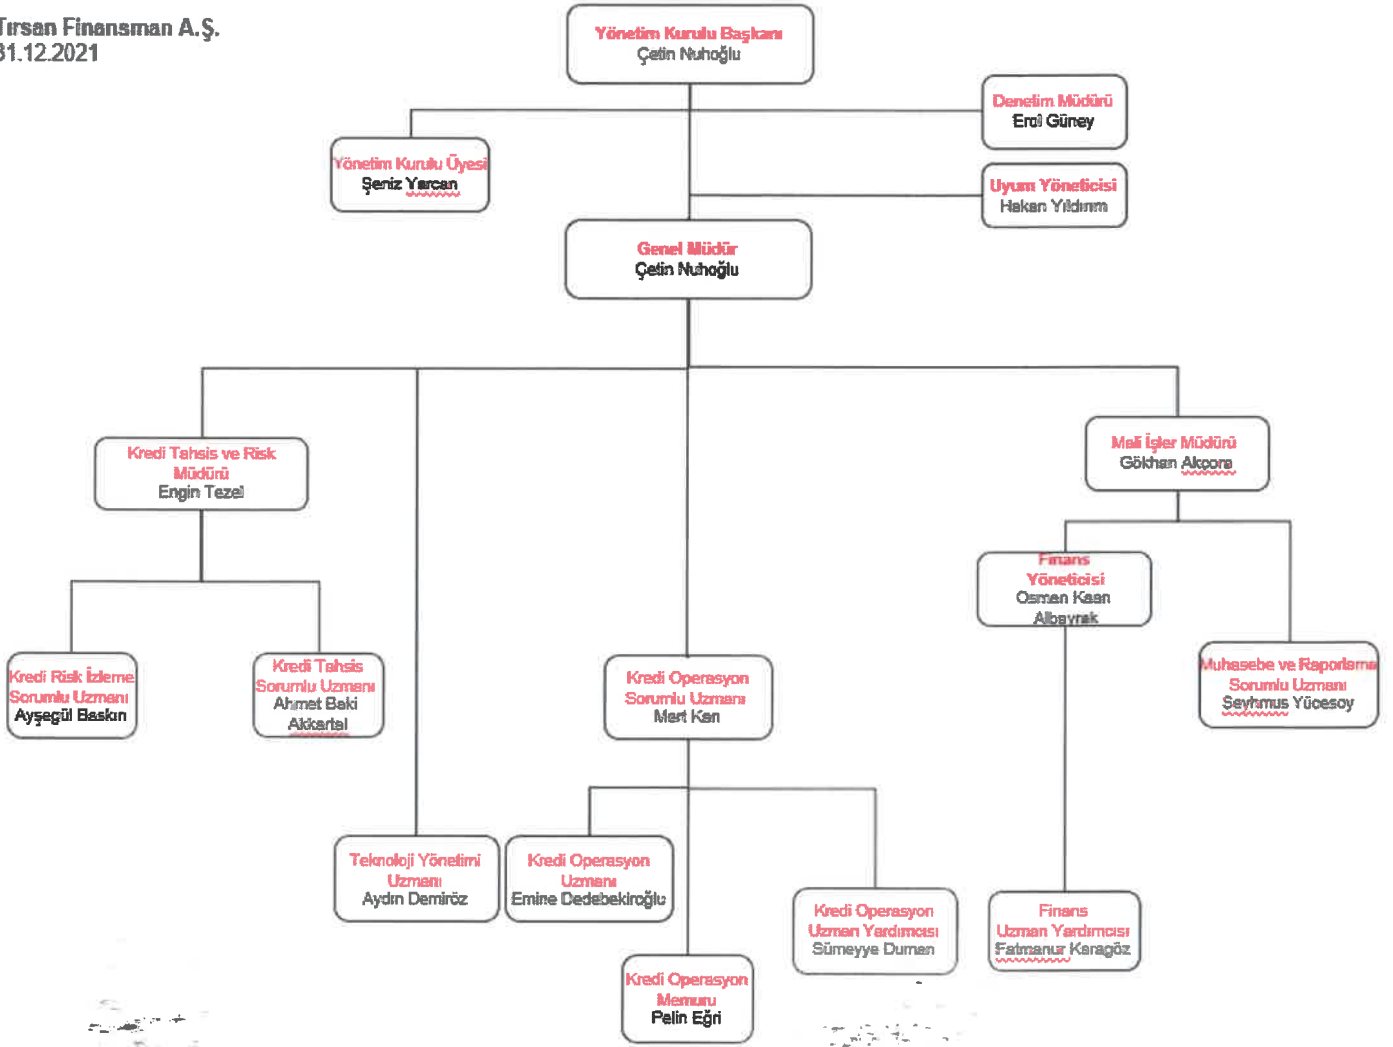 Tırsan Finansman A.Ş.
31.12.2021
Yönetim Kurulu Başkanı
Çetin Nuhoğlu
Denetim Müdürü
Erol Güney
Yönetim Kurulu Üyesi
Şeniz Yarcan
Uyum Yöneticisi
Hakan Yıldırım
Genel Müdür
Çetin Nuhoğlu
Kredi Tahsis ve Risk
Müdürü
Engin Tezel
Mali İşler Müdürü
Gökhan Akçora
Finans
Yöneticisi
Osman Kaan
Albayrak
Kredi Risk İzleme
Sorumlu Uzmanı
Ayşegül Baskın
Kredi Tahsis
Sorumlu Uzmanı
Ahmet Baki
Akkartal
Kredi Operasyon
Sorumlu Uzmanı
Mert Kan
Muhasebe ve Raporlama
Sorumlu Uzmanı
Seyhmus Yücesoy
Teknoloji Yönetimi
Uzmanı
Aydın Demiröz
Kredi Operasyon
Uzmanı
Emine Dedebekiroğlu
Kredi Operasyon
Uzman Yardımcısı
Sümeyye Duman
Finans
Uzman Yardımcısı
Fatmanur Karagöz
Kredi Operasyon
Memuru
Pelin Eğri